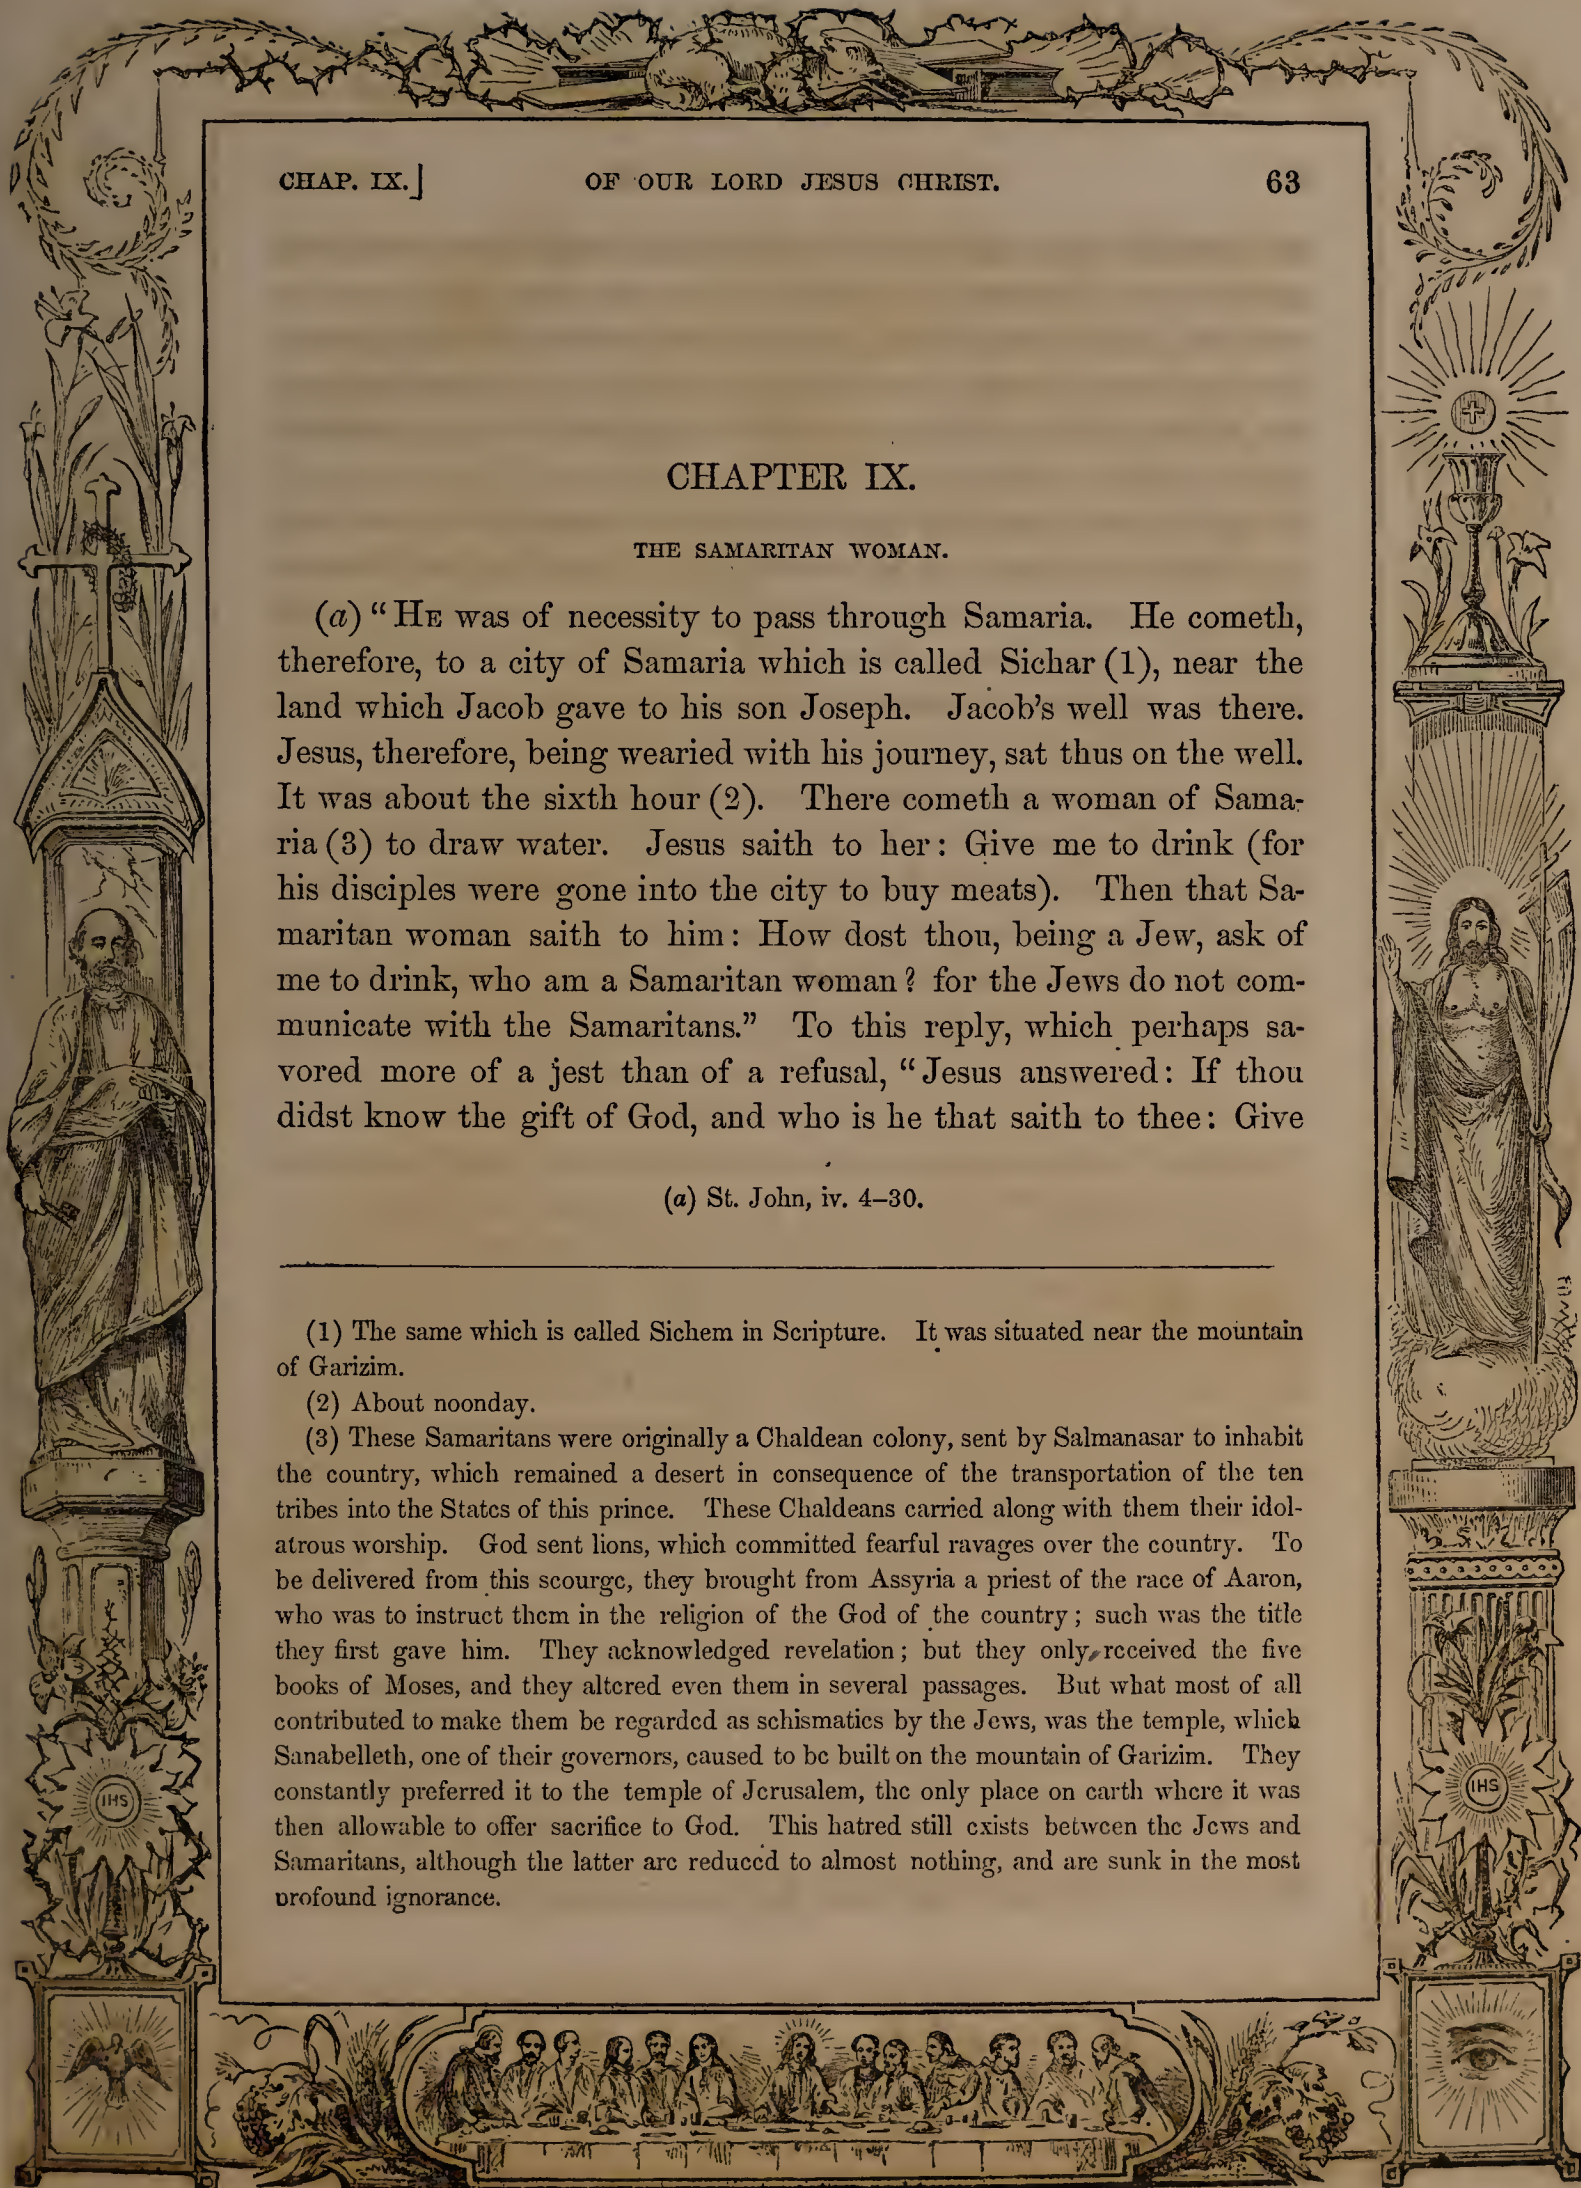 CHAP. IX.]
OF OUR LORD JESUS CHRIST.
63
CHAPTER IX.
THE SAMARITAN WOMAN.
(a) “HE was of necessity to pass through Samaria. He cometh,
therefore, to a city of Samaria which is called Sichar (1), near the
land which Jacob gave to his son Joseph. Jacob’s well was there.
Jesus, therefore, being wearied with his journey, sat thus on the well.
It was about the sixth hour (2). There cometh a woman of Sama-
ria (3) to draw water. Jesus saith to her: Give me to drink (for
his disciples were gone into the city to buy meats). Then that Sa-
maritan woman saith to him: How dost thou, being a Jew, ask of
me to drink, who am a Samaritan woman? for the Jews do not com-
municate with the Samaritans.” To this reply, which perhaps sa-
vored more of a jest than of a refusal, “Jesus answered: If thou
didst know the gift of God, and who is he that saith to thee: Give
(a) St. John, iv. 4–30.
(1) The same which is called Sichem in Scripture. It was situated near the mountain
of Garizim.
(2) About noonday.
(3) These Samaritans were originally a Chaldean colony, sent by Salmanasar to inhabit
the country, which remained a desert in consequence of the transportation of the ten
tribes into the States of this prince. These Chaldeans carried along with them their idol-
atrous worship. God sent lions, which committed fearful ravages over the country. To
be delivered from this scourge, they brought from Assyria a priest of the race of Aaron,
who was to instruct them in the religion of the God of the country; such was the title
they first gave him. They acknowledged revelation; but they only received the five
books of Moses, and they altered even them in several passages. But what most of all
contributed to make them be regarded as schismatics by the Jews, was the temple, which
Sanabelleth, one of their governors, caused to be built on the mountain of Garizim. They
constantly preferred it to the temple of Jerusalem, the only place on earth where it was
then allowable to offer sacrifice to God. This hatred still exists between the Jews and
Samaritans, although the latter are reduced to almost nothing, and are sunk in the most
profound ignorance.
IHS
IHS